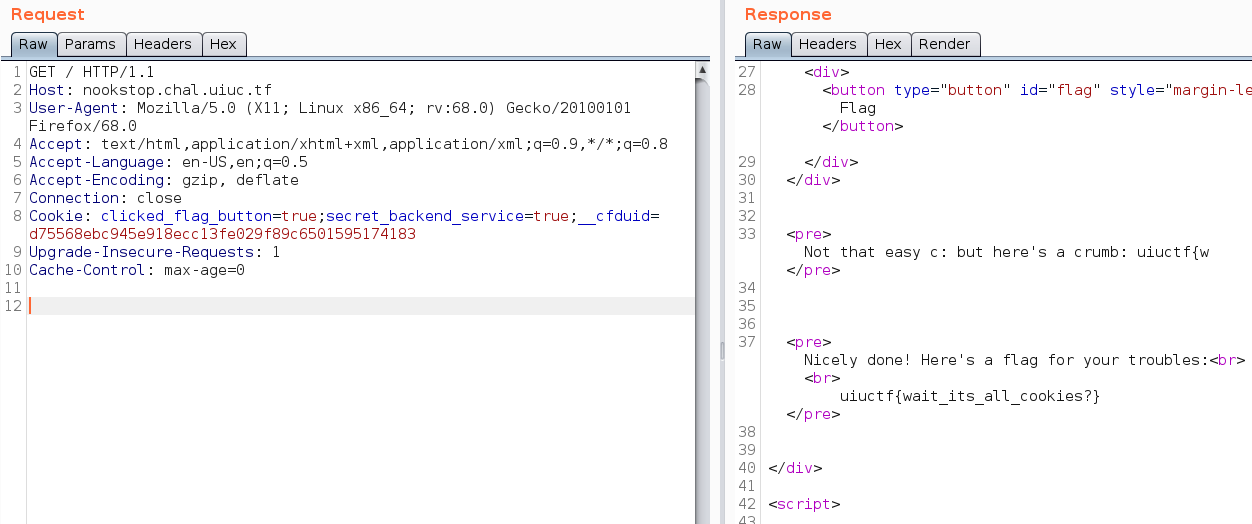 Request
Raw Params Headers Hex
1 GET / HTTP/1.1
2 Host: nookstop.chal.uiuc.tf
3 User-Agent: Mozilla/5.0 (X11; Linux x86_64; rv:68.0) Gecko/20100101
Firefox/68.0
4 Accept: text/html,application/xhtml+xml,application/xml;q=0.9,*/*;q=0.8
5 Accept-Language: en-US,en;q=0.5
6 Accept-Encoding: gzip, deflate
7 Connection: close
8 Cookie: clicked_flag_button=true;secret_backend_service=true;__cfduid=
d75568ebc945e918ecc13fe029f89c6501595174183
9 Upgrade-Insecure-Requests: 1
10 Cache-Control: max-age=0
11
12
Response
Raw Headers Hex Render
27 <div>
28 <button type="button" id="flag" style="margin-le
Flag
</button>
29 </div>
30 </div>
31
32
33 <pre>
Not that easy c: but here's a crumb: uiuctf{w
</pre>
34
35
36
37 <pre>
Nicely done! Here's a flag for your troubles:<br>
<br>
uiuctf{wait_its_all_cookies?}
</pre>
38
39
40 </div>
41
42 <script>
43